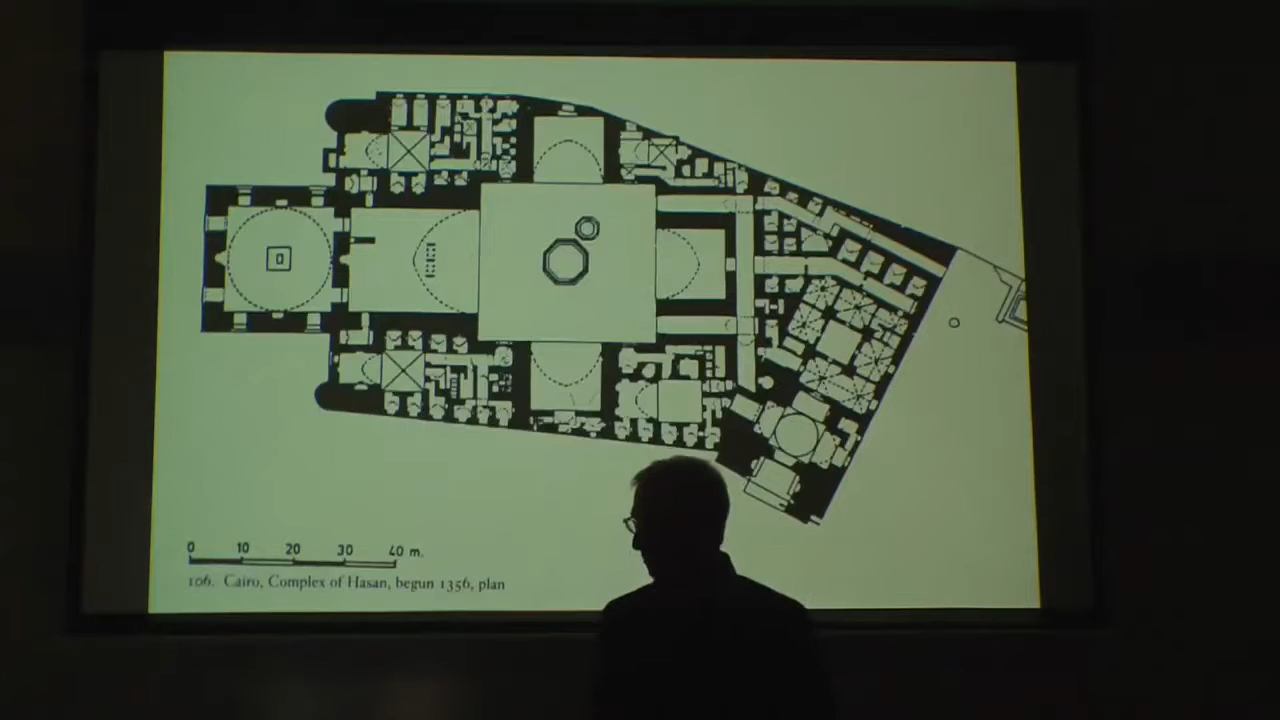 0 10 20 30 40 m.
106. Cairo, Complex of Hasan, begun 1356, plan